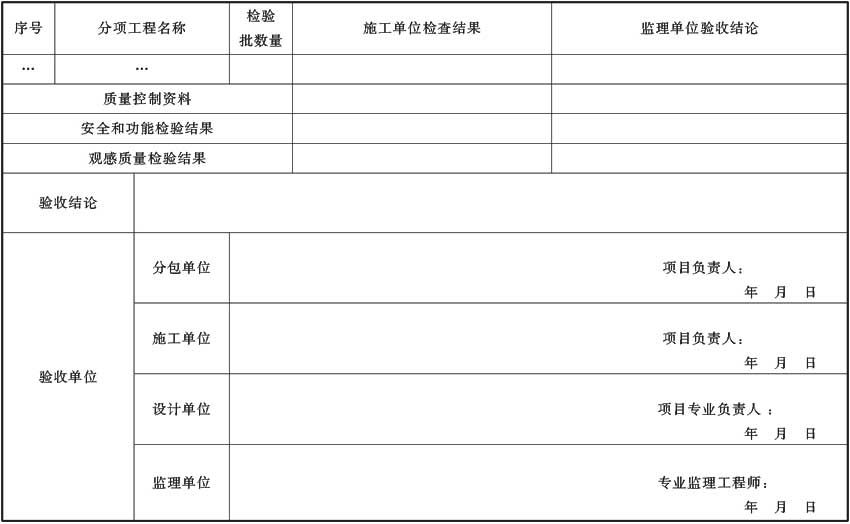 序号 分项工程名称 检验 批数量 施工单位检查结果 监理单位验收结论
… …
质量控制资料
安全和功能检验结果
观感质量检验结果
验收结论
验收单位
分包单位 项目负责人：
年 月 日
施工单位 项目负责人：
年 月 日
设计单位 项目专业负责人：
年 月 日
监理单位 专业监理工程师：
年 月 日